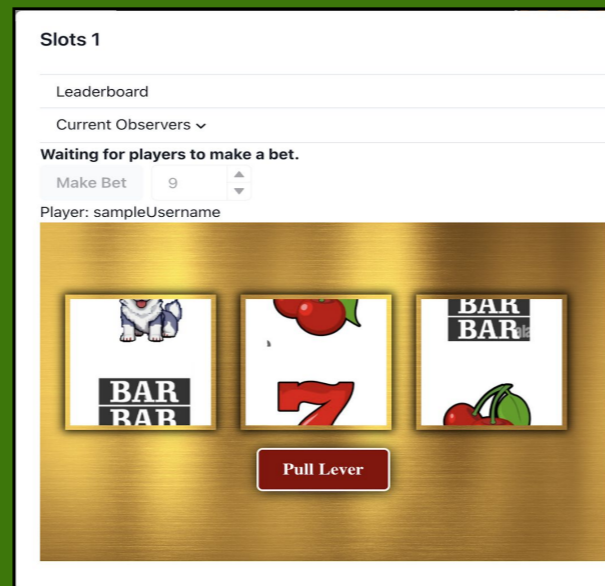 Slots 1
Leaderboard
Current Observers
Waiting for players to make a bet.
Make Bet 9
Player: sampleUsername
BAR
BAR
BAR
BAR
7
Pull Lever